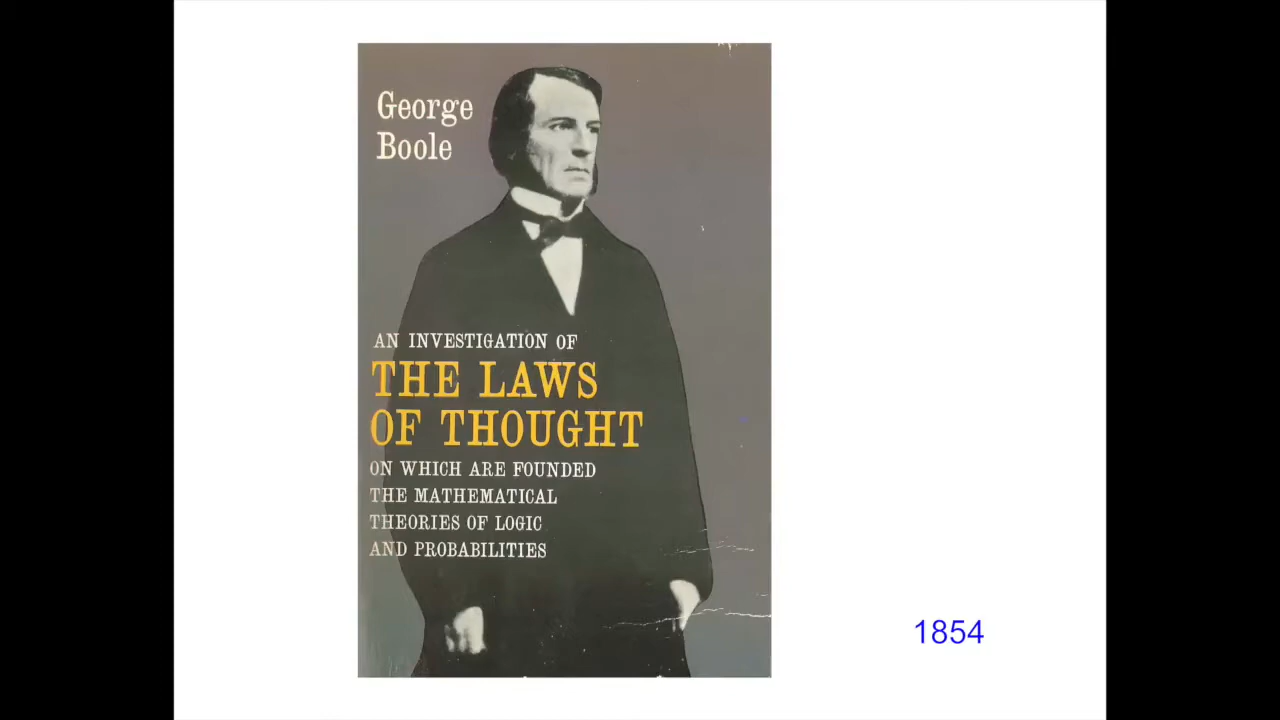 George
Boole
AN INVESTIGATION OF
THE LAWS
OF THOUGHT
ON WHICH ARE FOUNDED
THE MATHEMATICAL
THEORIES OF LOGIC
AND PROBABILITIES
1854